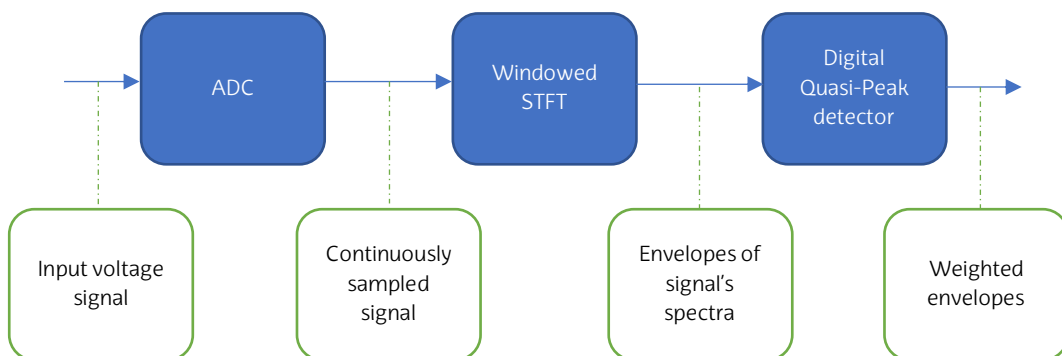 ADC
Windowed
STFT
Digital
Quasi-Peak
detector
Input voltage
signal
Continuously
sampled
signal
Envelopes of
signal’s
spectra
Weighted
envelopes